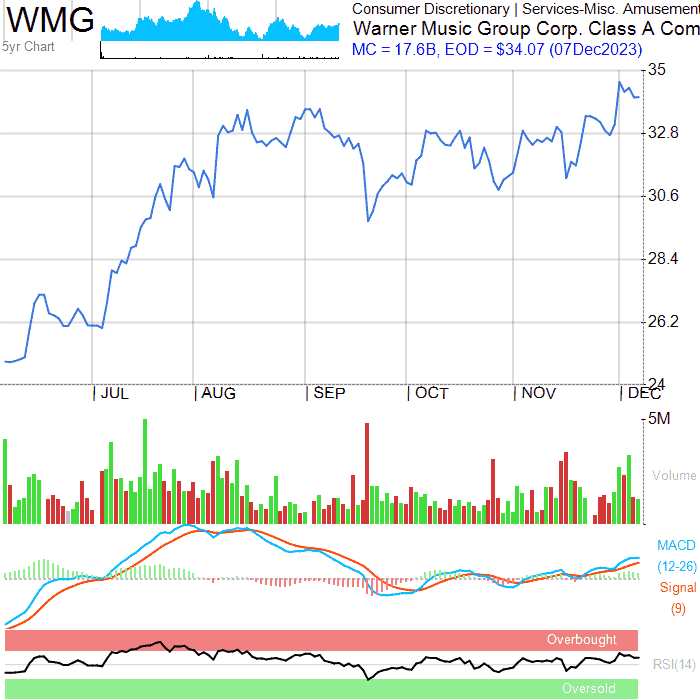 WMG
5yr Chart
Consumer Discretionary | Services-Misc. Amusement
Warner Music Group Corp. Class A Com
MC = 17.6B, EOD = $34.07 (07Dec2023)
35
32.8
30.6
28.4
26.2
24
JUL AUG SEP OCT NOV DEC
5M
Volume
MACD
(12-26)
Signal
(9)
Overbought
RSI(14)
Oversold